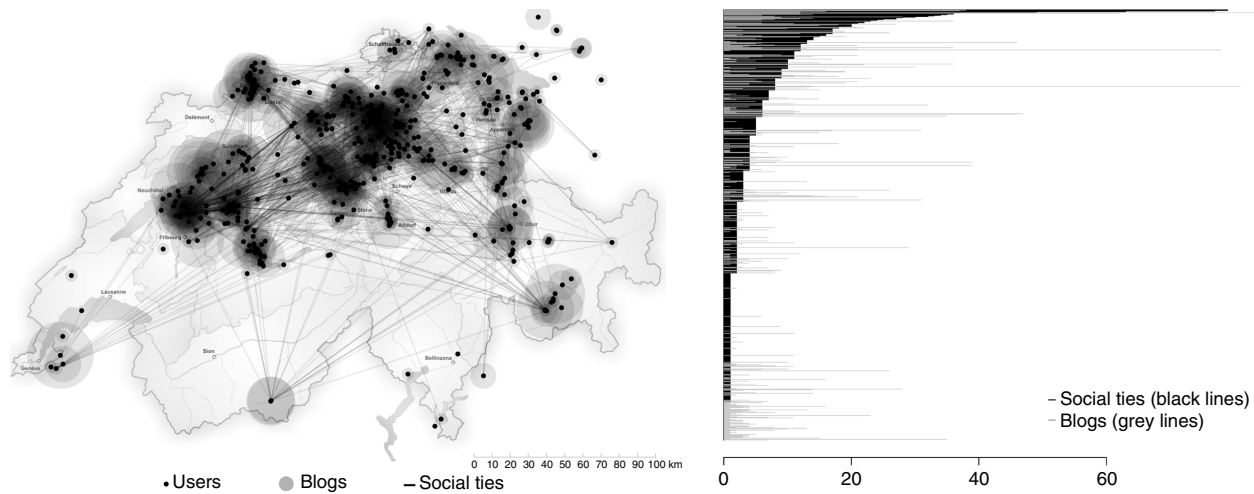 Schaffhausen
Frauenfeld
Liestal
Delémont
Herisau
Appenzell
Solothurn
Neuchâtel
Schwyz
Glarus
Stans
Altdorf
Chur
Fribourg
Lausanne
Sion
Bellinzona
Genève
0 10 20 30 40 50 60 70 80 90 100 km
Users Blogs Social ties
Social ties (black lines)
Blogs (grey lines)
0 20 40 60